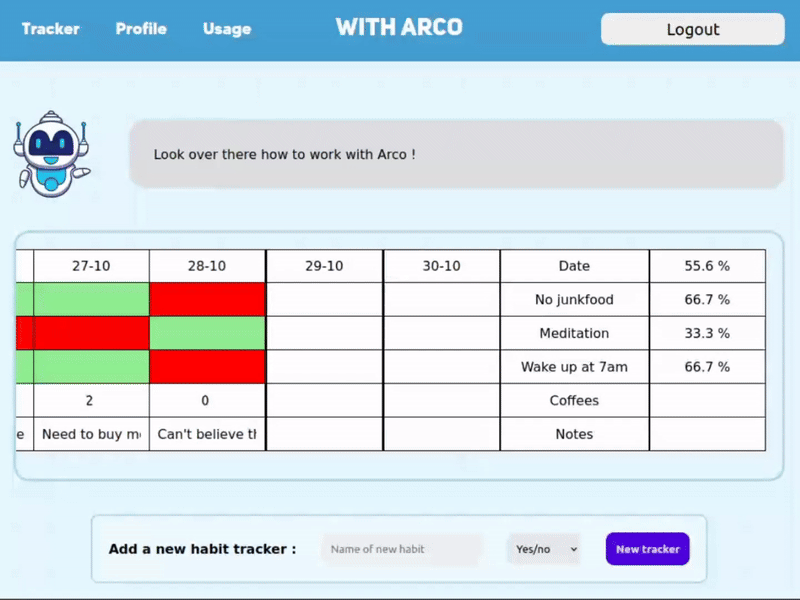 Tracker Profile Usage WITH ARCO Logout
Look over there how to work with Arco !
27-10 28-10 29-10 30-10 Date 55.6 %
No junkfood 66.7 %
Meditation 33.3 %
Wake up at 7am 66.7 %
2 0 Coffees
e Need to buy m Can't believe th Notes
Add a new habit tracker : Name of new habit Yes/no New tracker